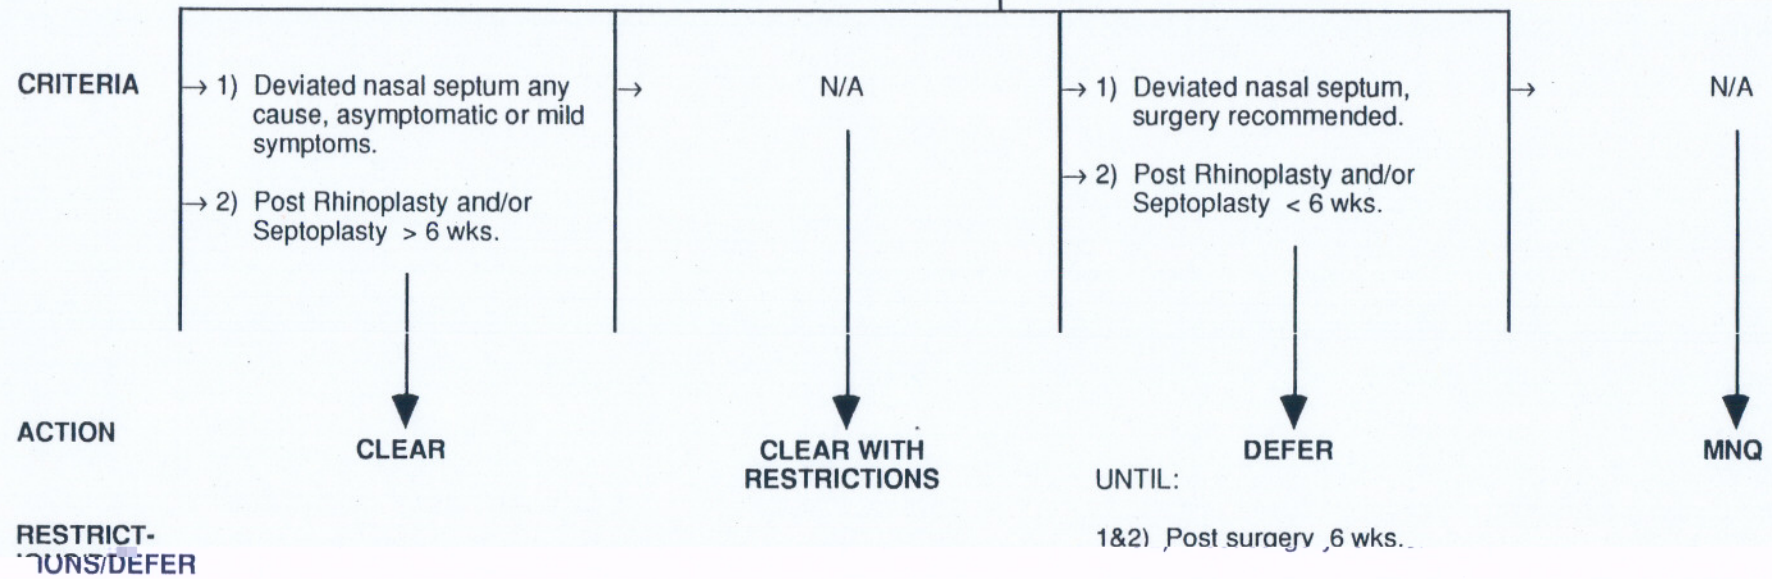 CRITERIA
→ 1) Deviated nasal septum any
cause, asymptomatic or mild
symptoms.
→ 2) Post Rhinoplasty and/or
Septoplasty > 6 wks.
→ N/A
→ 1) Deviated nasal septum,
surgery recommended.
→ 2) Post Rhinoplasty and/or
Septoplasty < 6 wks.
→ N/A
ACTION
CLEAR
CLEAR WITH
RESTRICTIONS
DEFER
UNTIL:
MNQ
RESTRICT-
IONS/DEFER
1&2) Post surgery 6 wks.